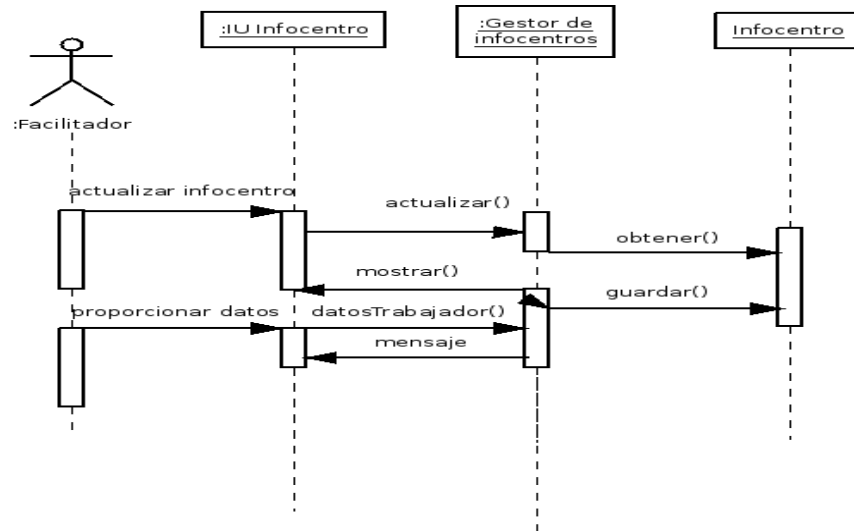 :IU Infocentro
:Gestor de
infocentros
Infocentro
:Facilitador
actualizar infocentro
actualizar()
obtener()
mostrar()
guardar()
proporcionar datos
datosTrabajador()
mensaje